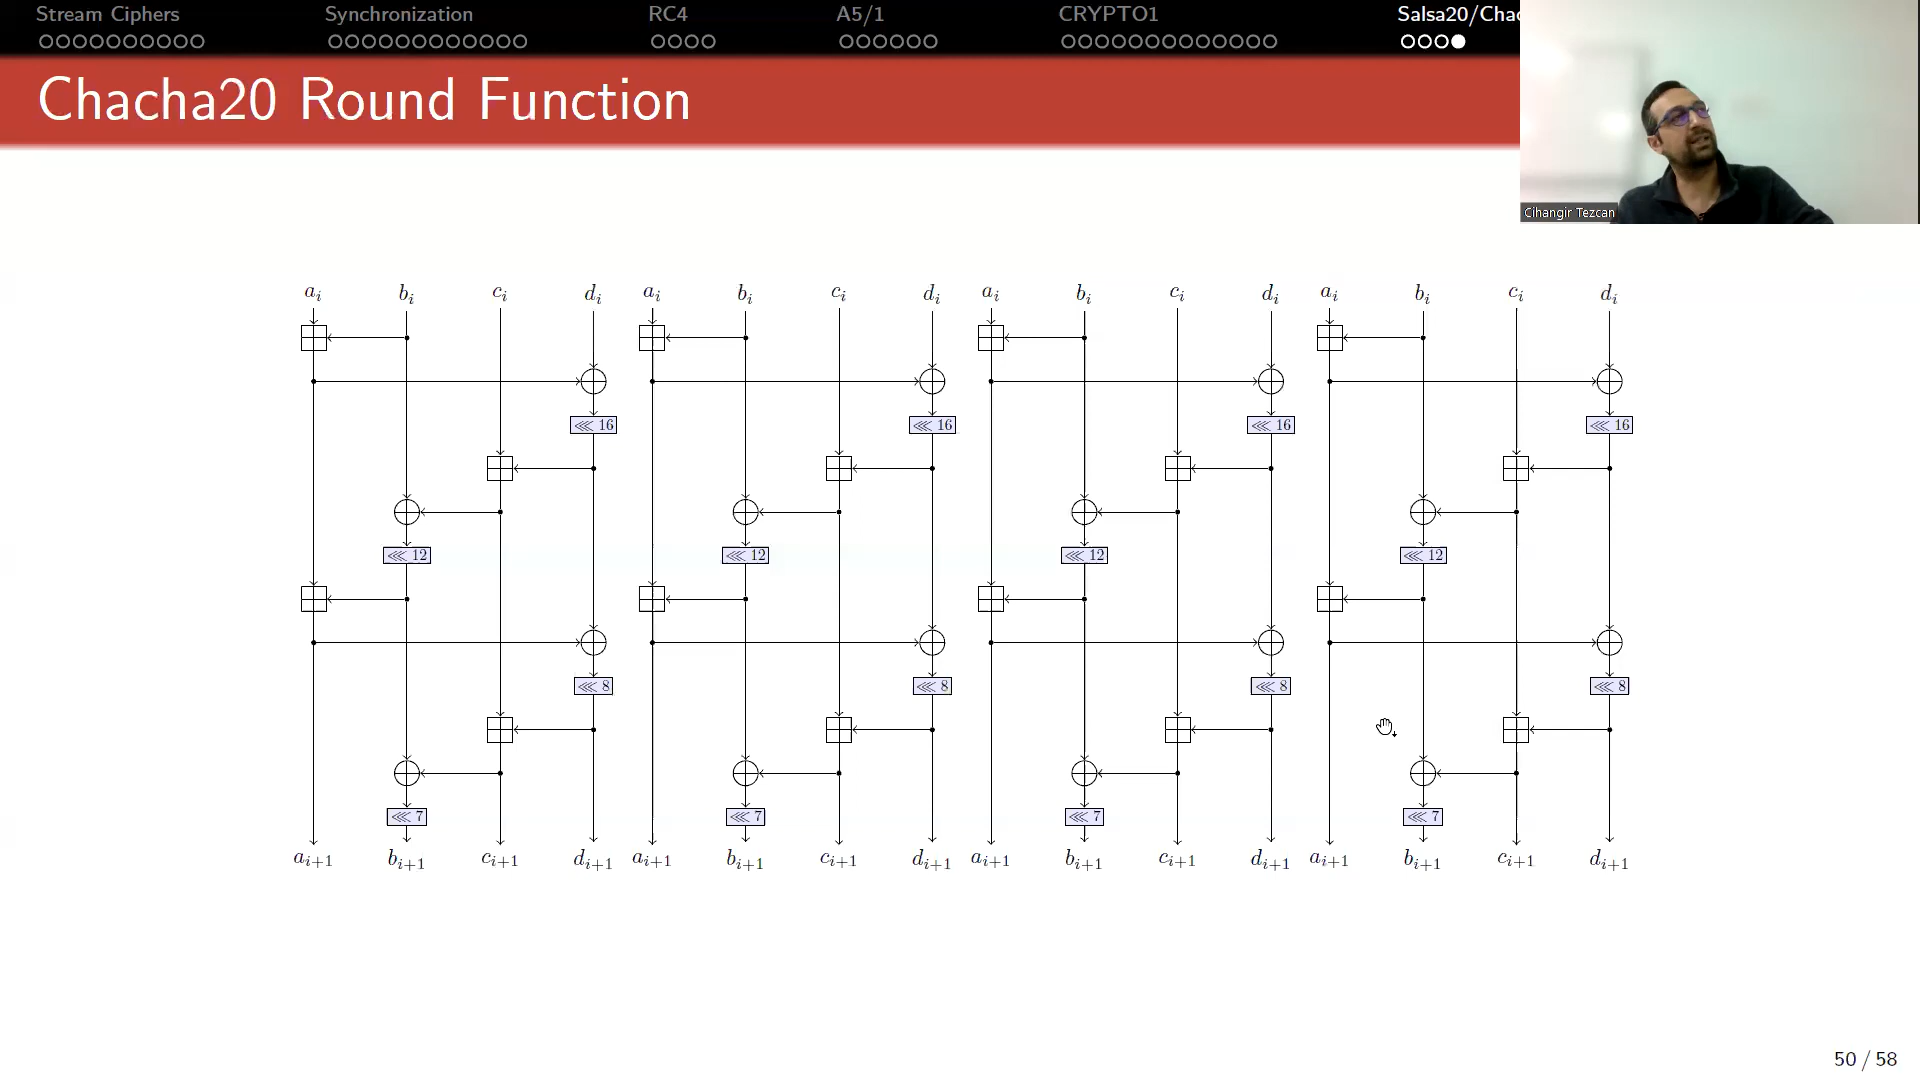 Stream Ciphers Synchronization RC4 A5/1 CRYPTO1 Salsa20/Chac
Chacha20 Round Function
Cihangir Tezcan
a_i b_i c_i d_i a_i b_i c_i d_i a_i b_i c_i d_i a_i b_i c_i d_i
⋘ 16 ⋘ 16 ⋘ 16 ⋘ 16
⋘ 12 ⋘ 12 ⋘ 12 ⋘ 12
⋘ 8 ⋘ 8 ⋘ 8 ⋘ 8
⋘ 7 ⋘ 7 ⋘ 7 ⋘ 7
a_{i+1} b_{i+1} c_{i+1} d_{i+1} a_{i+1} b_{i+1} c_{i+1} d_{i+1} a_{i+1} b_{i+1} c_{i+1} d_{i+1} a_{i+1} b_{i+1} c_{i+1} d_{i+1}
50 / 58